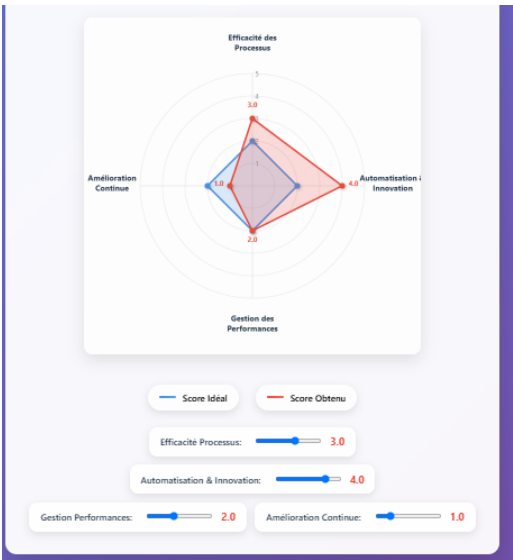 Efficacité des
Processus
5
4
3.0
3
2
1
Amélioration
Continue
1.0
4.0
Automatisation
Innovation
2.0
Gestion des
Performances
Score Idéal
Score Obtenu
Efficacité Processus: 3.0
Automatisation & Innovation: 4.0
Gestion Performances: 2.0
Amélioration Continue: 1.0